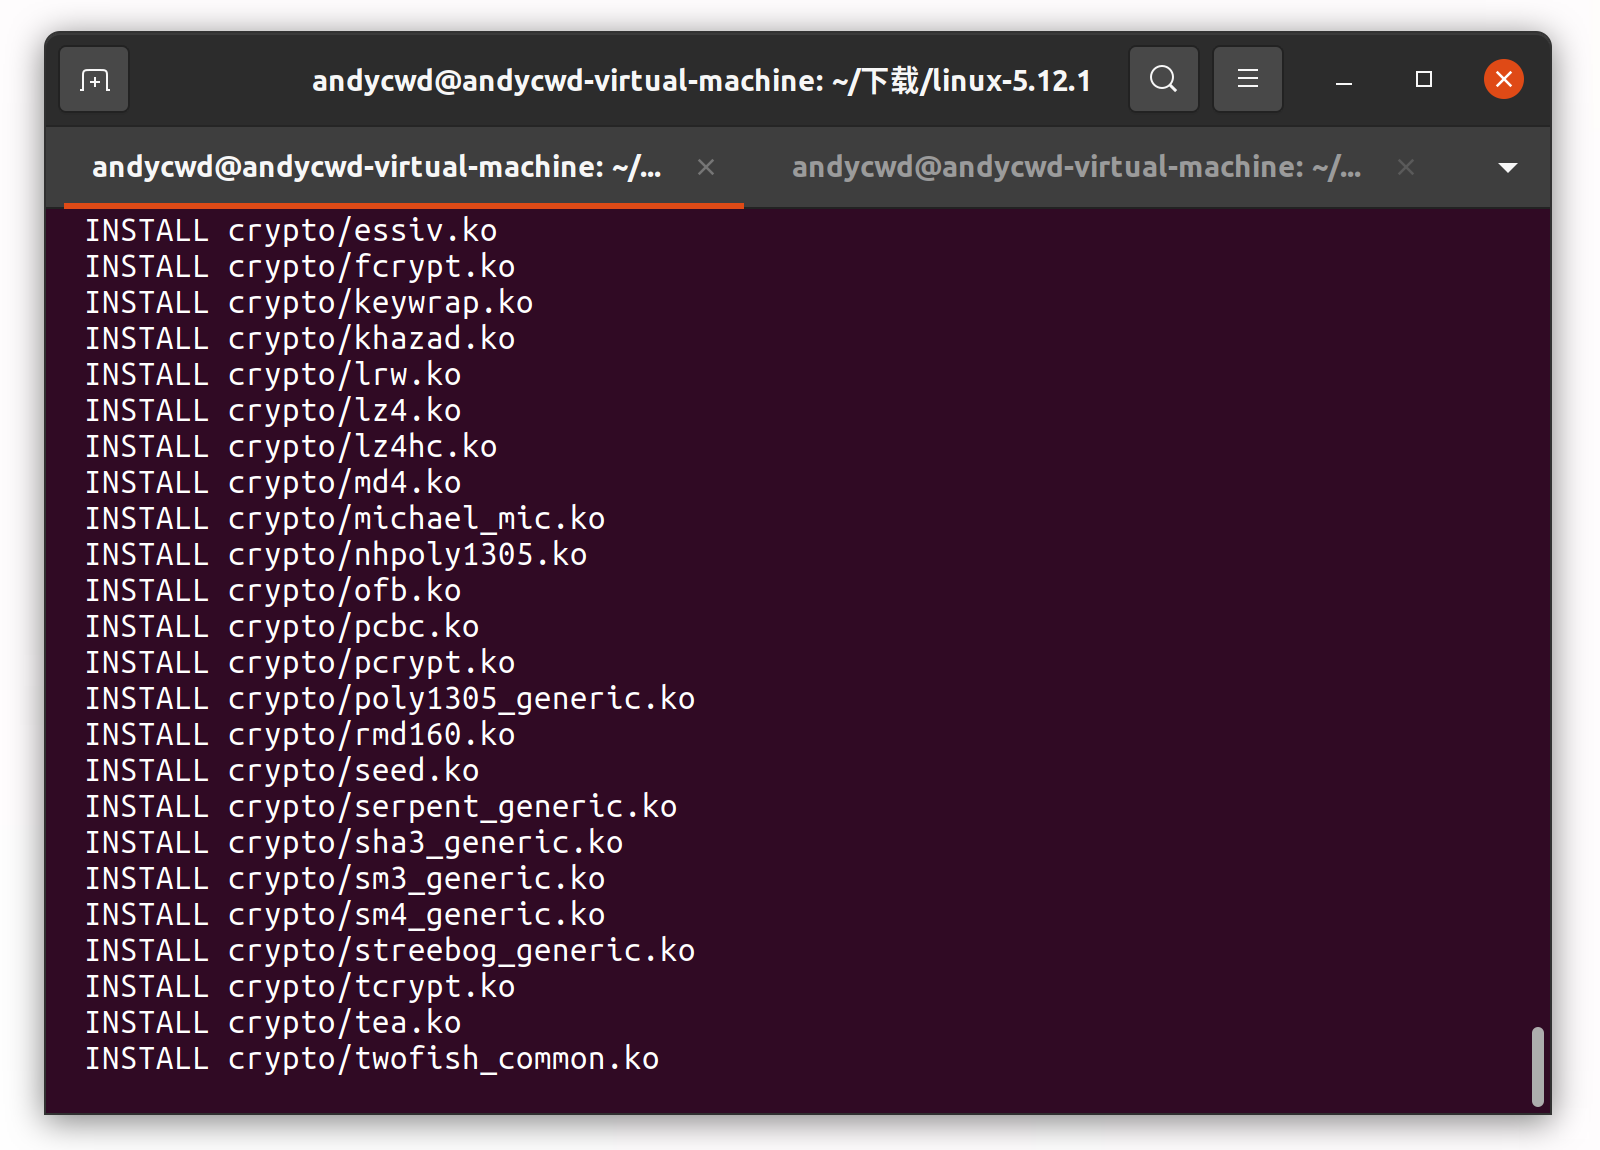 andycwd@andycwd-virtual-machine: ~/下载/linux-5.12.1
andycwd@andycwd-virtual-machine: ~/...
andycwd@andycwd-virtual-machine: ~/...
INSTALL crypto/essiv.ko
INSTALL crypto/fcrypt.ko
INSTALL crypto/keywrap.ko
INSTALL crypto/khazad.ko
INSTALL crypto/lrw.ko
INSTALL crypto/lz4.ko
INSTALL crypto/lz4hc.ko
INSTALL crypto/md4.ko
INSTALL crypto/michael_mic.ko
INSTALL crypto/nhpoly1305.ko
INSTALL crypto/ofb.ko
INSTALL crypto/pcbc.ko
INSTALL crypto/pcrypt.ko
INSTALL crypto/poly1305_generic.ko
INSTALL crypto/rmd160.ko
INSTALL crypto/seed.ko
INSTALL crypto/serpent_generic.ko
INSTALL crypto/sha3_generic.ko
INSTALL crypto/sm3_generic.ko
INSTALL crypto/sm4_generic.ko
INSTALL crypto/streebog_generic.ko
INSTALL crypto/tcrypt.ko
INSTALL crypto/tea.ko
INSTALL crypto/twofish_common.ko